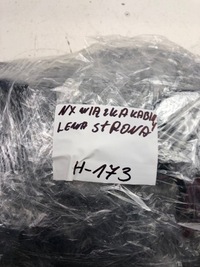 NX WIĄZKA KABLI
LEWA STRONA
H-173